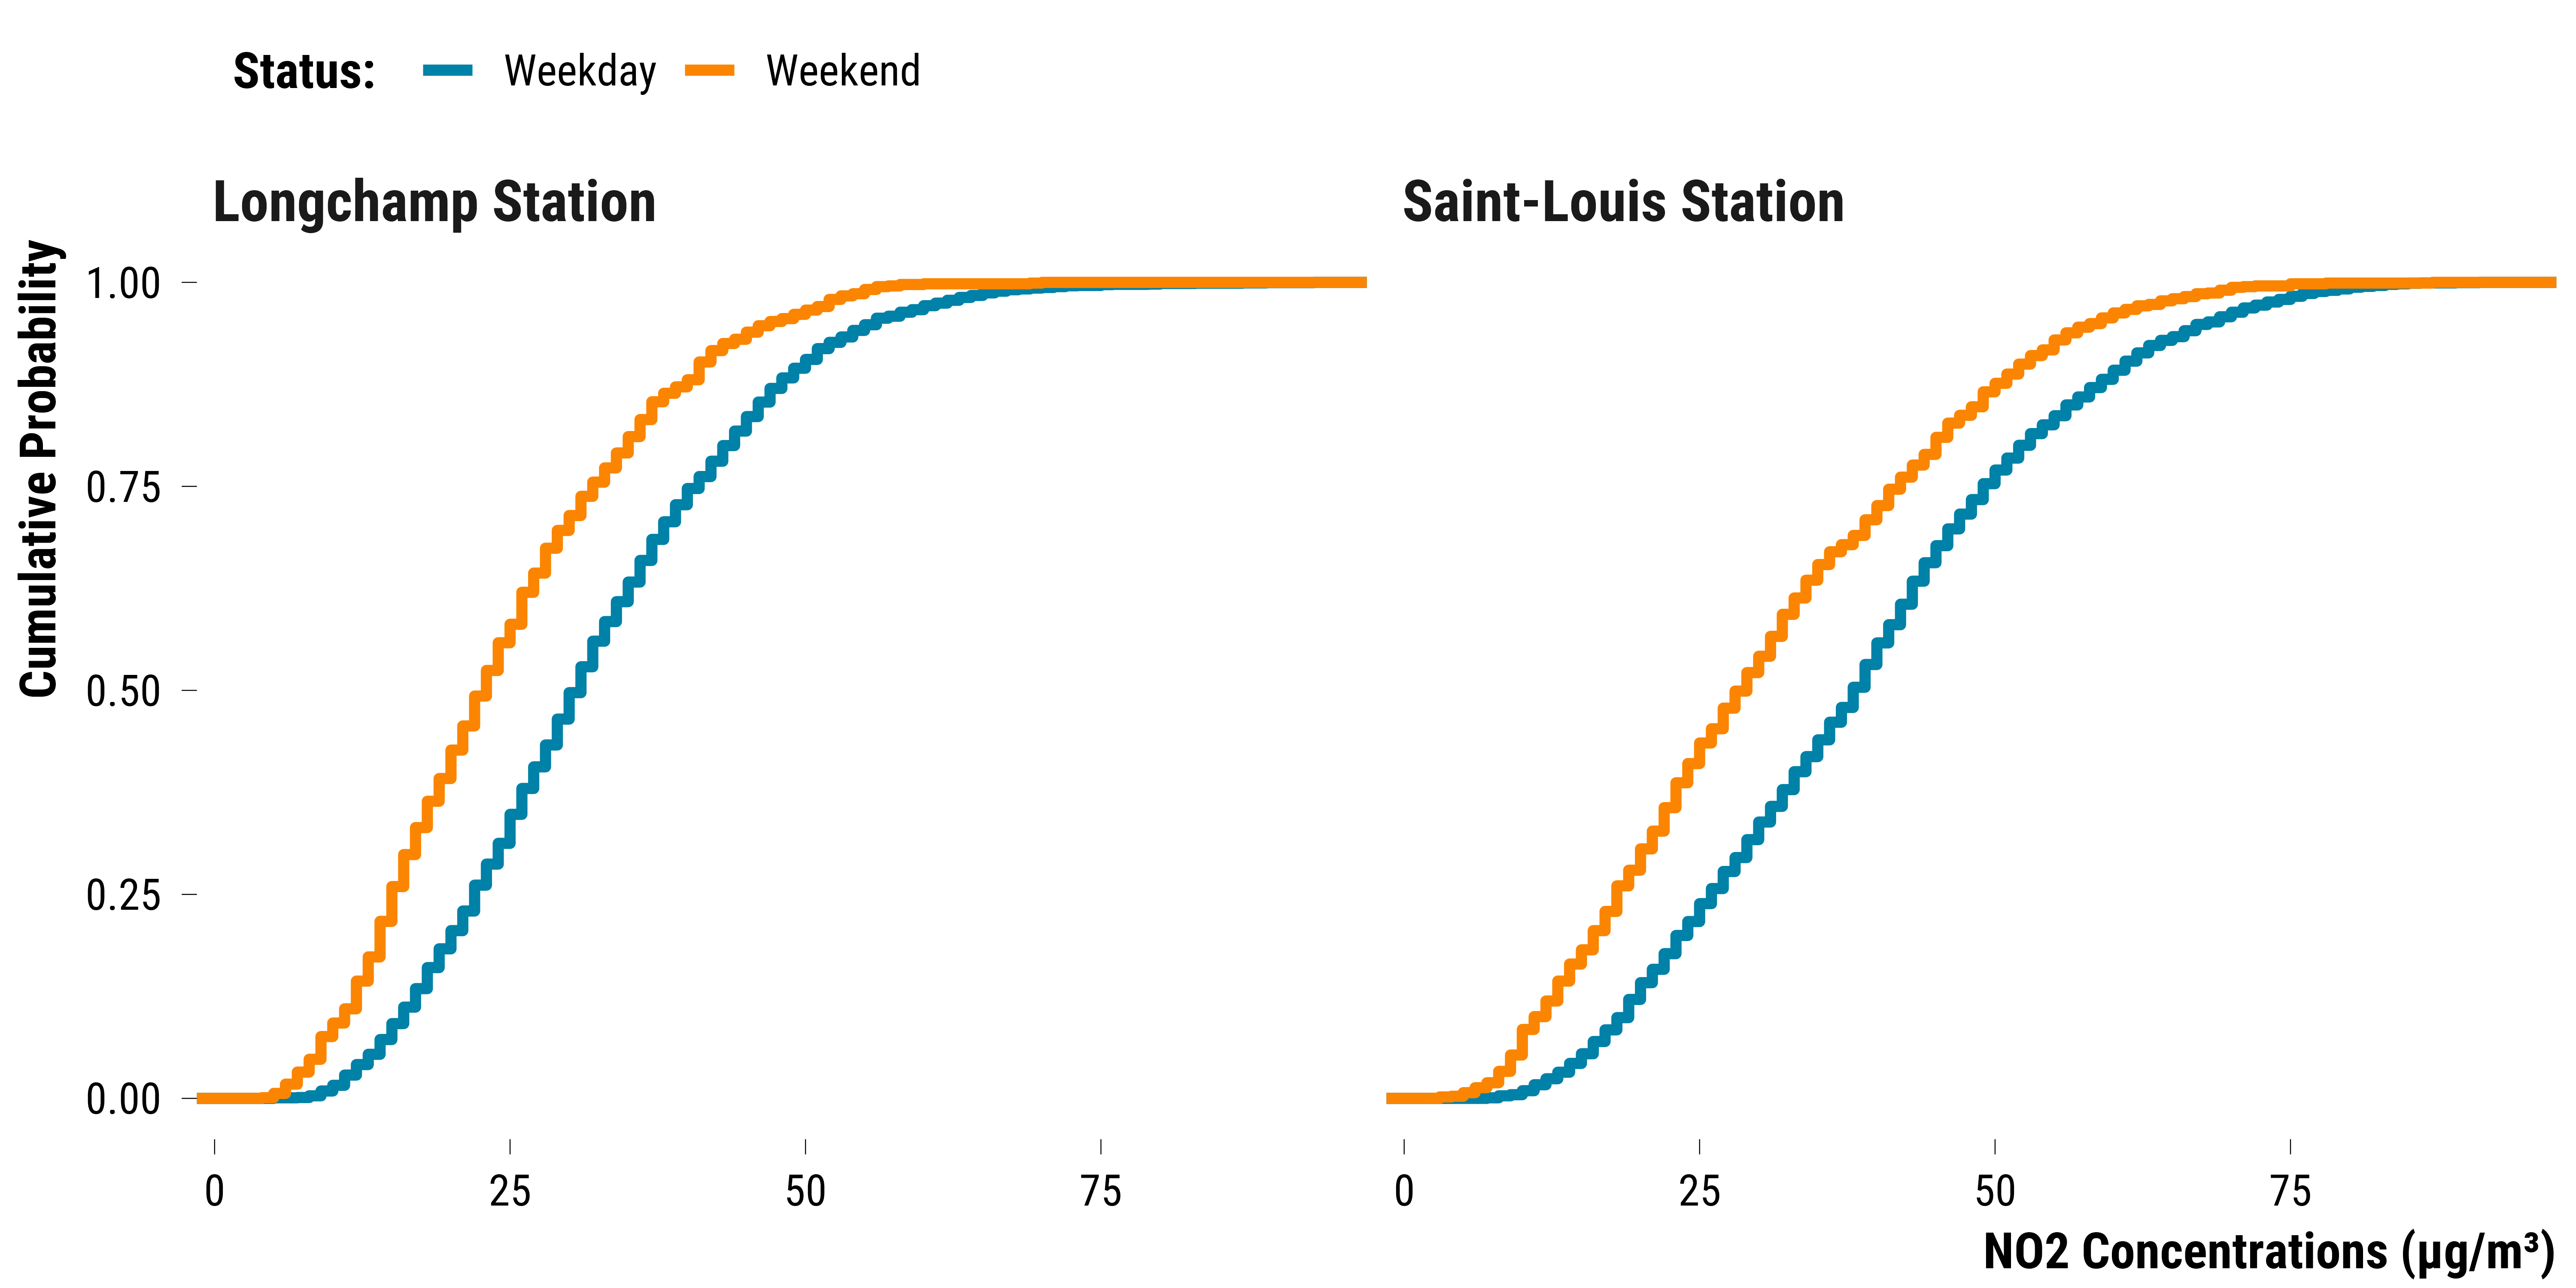 Status: Weekday Weekend
Longchamp Station
Saint-Louis Station
Cumulative Probability
1.00
0.75
0.50
0.25
0.00
0 25 50 75
0 25 50 75
NO2 Concentrations (µg/m³)